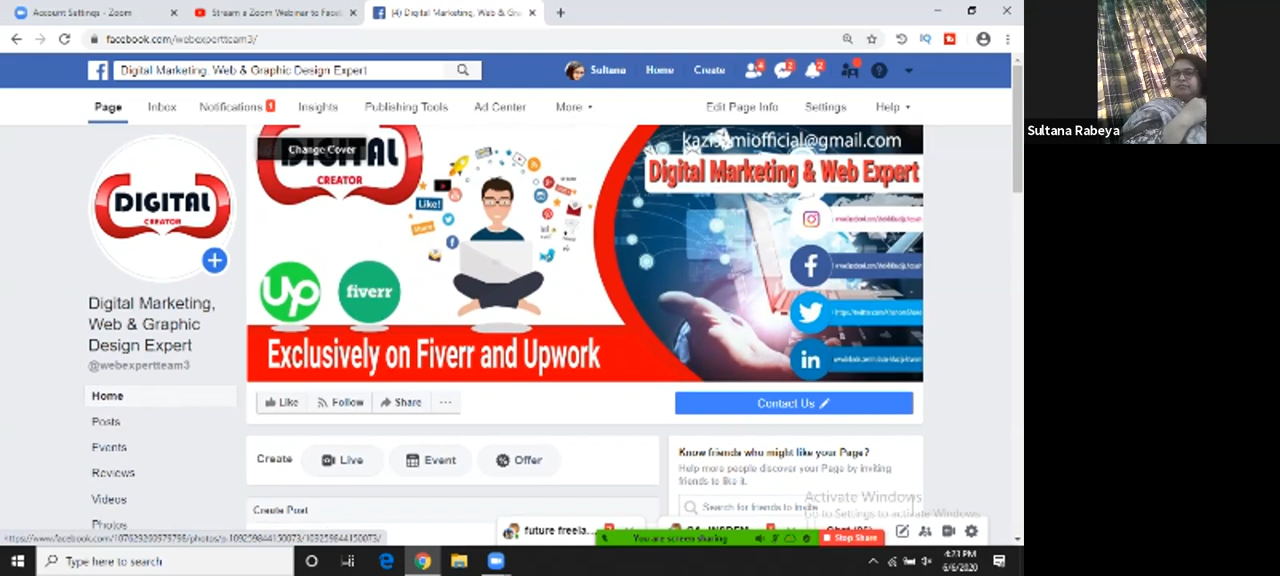 Account Settings - Zoom
Stream a Zoom Webinar to Faceb
(4) Digital Marketing, Web & Gra
facebook.com/webexpertteam3/
Digital Marketing, Web & Graphic Design Expert
Sultana
Home
Create
4
2
2
Page
Inbox
Notifications 1
Insights
Publishing Tools
Ad Center
More
Edit Page Info
Settings
Help
Change Cover
DIGITAL
CREATOR
Like!
Share
kazisamiofficial@gmail.com
Digital Marketing & Web Expert
Up
fiverr
Exclusively on Fiverr and Upwork
f
in
DIGITAL
CREATOR
Digital Marketing,
Web & Graphic
Design Expert
@webexpertteam3
Home
Posts
Events
Reviews
Videos
Photos
Like
Follow
Share
Contact Us
Create
Live
Event
Offer
Create Post
Know friends who might like your Page?
Help more people discover your Page by inviting
friends to like it.
Search for friends to invite
Activate Windows
Go to Settings to activate Windows.
future freela...
You are screen sharing
Stop Share
Type here to search
4:23 PM
6/6/2020
Sultana Rabeya